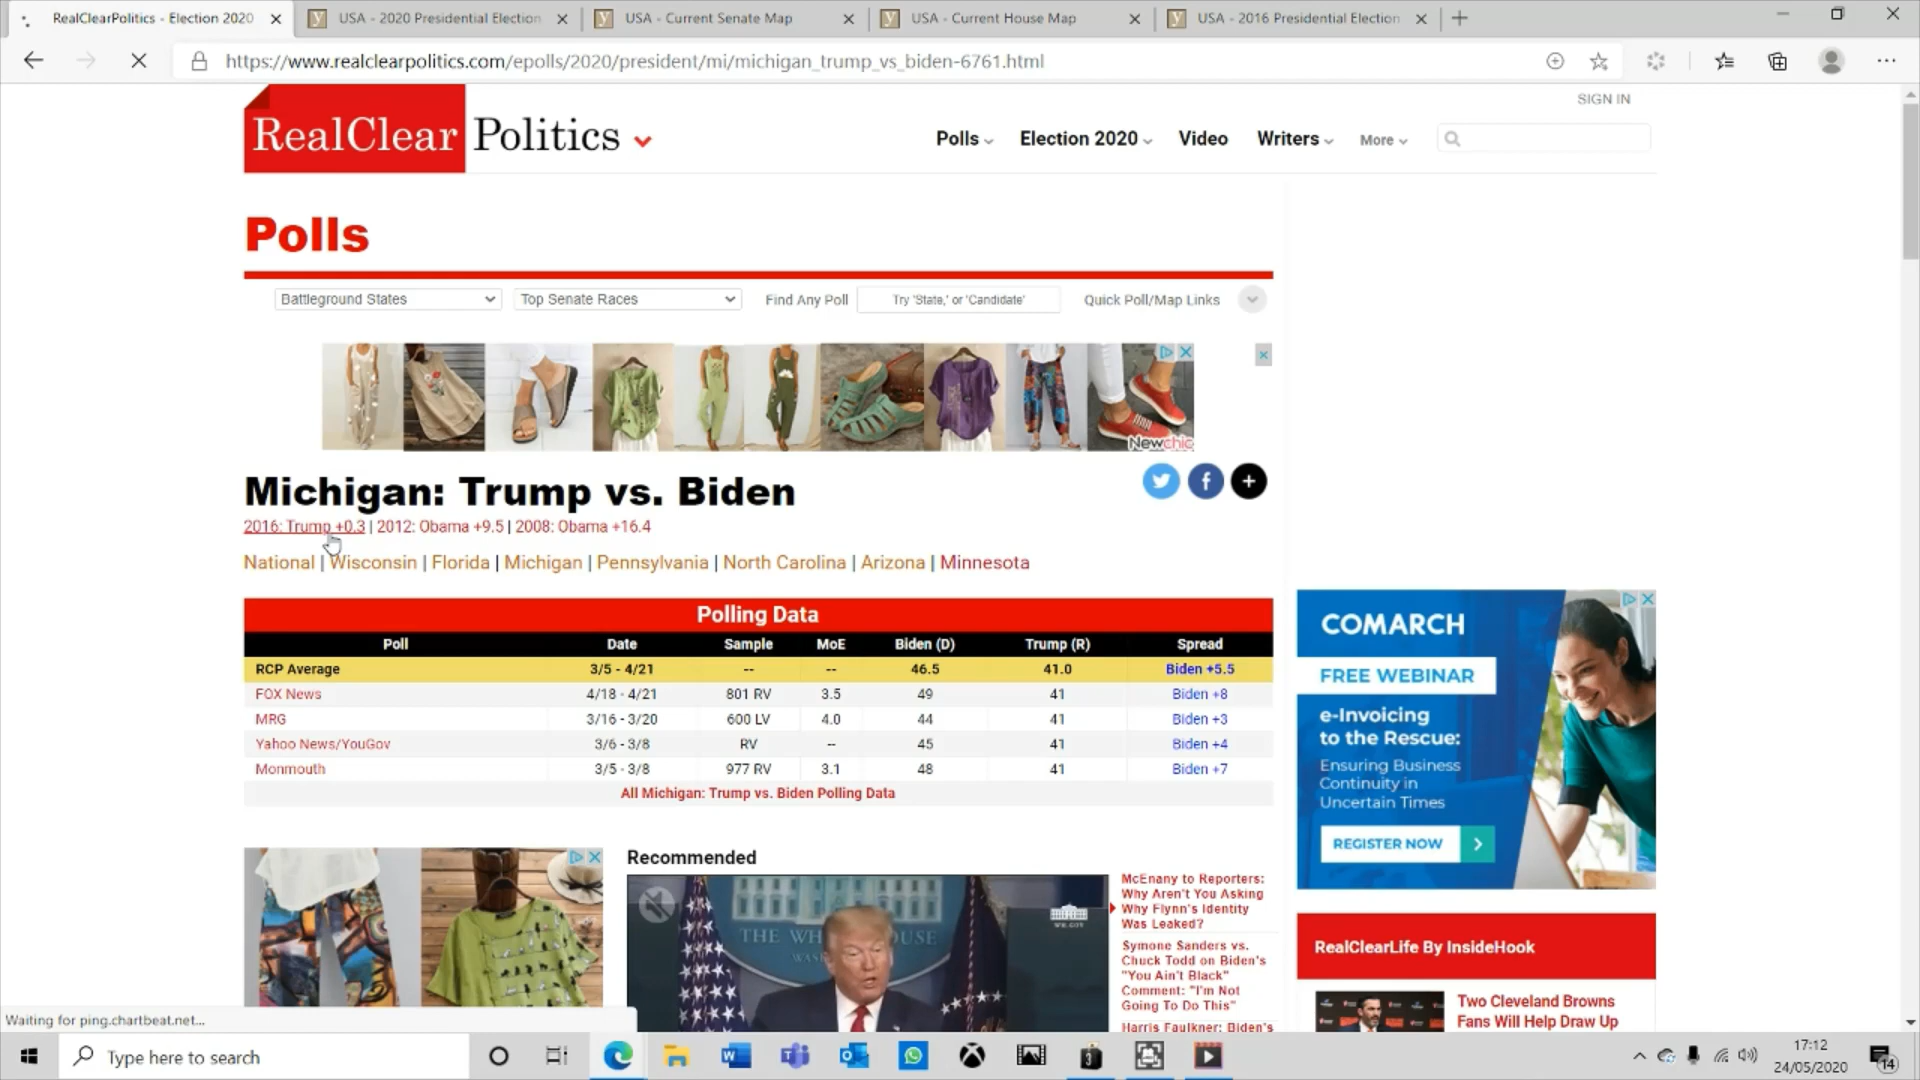 RealClearPolitics - Election 2020
USA - 2020 Presidential Election
USA - Current Senate Map
USA - Current House Map
USA - 2016 Presidential Election
https://www.realclearpolitics.com/epolls/2020/president/mi/michigan_trump_vs_biden-6761.html
SIGN IN
RealClear Politics
Polls
Election 2020
Video
Writers
More
Polls
Battleground States
Top Senate Races
Find Any Poll
Try 'State,' or 'Candidate'
Quick Poll/Map Links
Newchic
Michigan: Trump vs. Biden
2016: Trump +0.3 | 2012: Obama +9.5 | 2008: Obama +16.4
National | Wisconsin | Florida | Michigan | Pennsylvania | North Carolina | Arizona | Minnesota
Polling Data
Poll Date Sample MoE Biden (D) Trump (R) Spread
RCP Average 3/5 - 4/21 -- -- 46.5 41.0 Biden +5.5
FOX News 4/18 - 4/21 801 RV 3.5 49 41 Biden +8
MRG 3/16 - 3/20 600 LV 4.0 44 41 Biden +3
Yahoo News/YouGov 3/6 - 3/8 RV -- 45 41 Biden +4
Monmouth 3/5 - 3/8 977 RV 3.1 48 41 Biden +7
All Michigan: Trump vs. Biden Polling Data
COMARCH
FREE WEBINAR
e-Invoicing
to the Rescue:
Ensuring Business
Continuity in
Uncertain Times
REGISTER NOW
Recommended
THE WH USE
WAS
McEnany to Reporters:
Why Aren't You Asking
Why Flynn's Identity
Was Leaked?
Symone Sanders vs.
Chuck Todd on Biden's
"You Ain't Black"
Comment: "I'm Not
Going To Do This"
Harris Faulkner: Biden's
RealClearLife By InsideHook
Two Cleveland Browns
Fans Will Help Draw Up
Waiting for ping.chartbeat.net...
Type here to search
17:12
24/05/2020
14